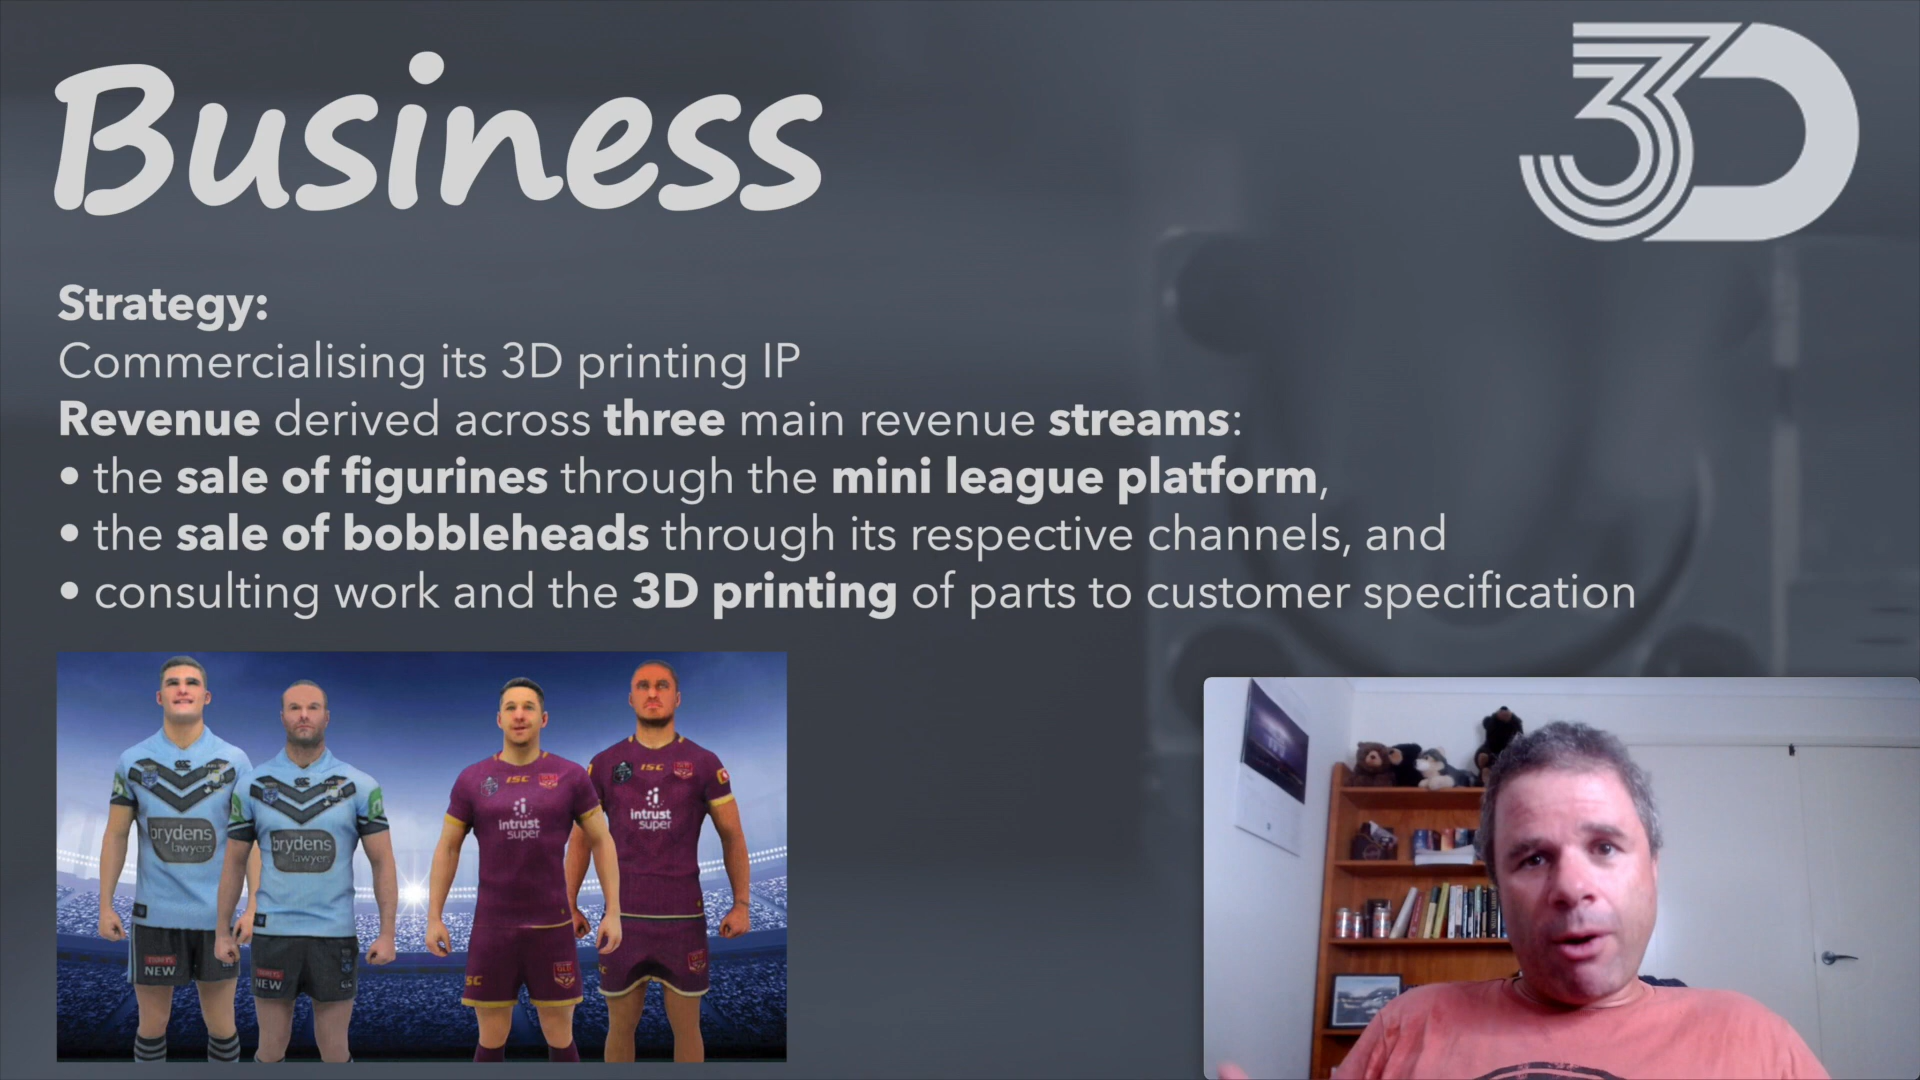 Business
3D
Strategy:
Commercialising its 3D printing IP
Revenue derived across three main revenue streams:
• the sale of figurines through the mini league platform,
• the sale of bobbleheads through its respective channels, and
• consulting work and the 3D printing of parts to customer specification
ISC
ISC
intrust
super
intrust
super
brydens
lawyers
brydens
lawyers
NEW
NEW